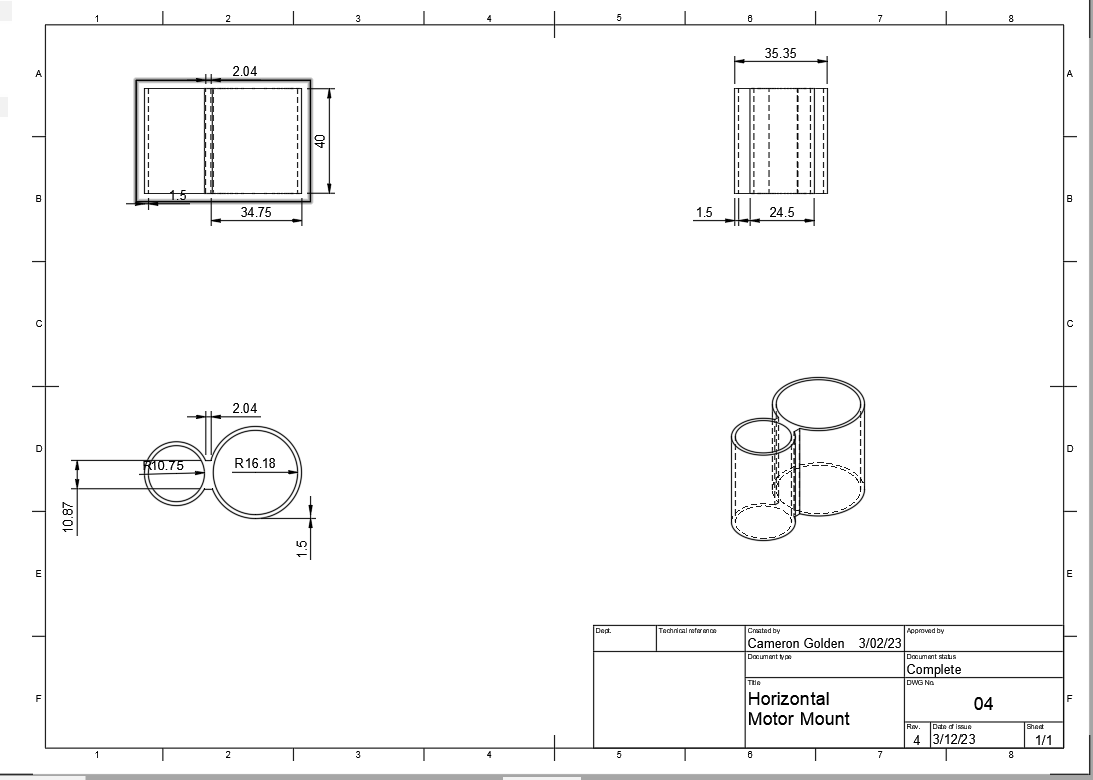 1 2 3 4 5 6 7 8
A A
2.04
35.35
40
1.5
34.75
1.5 24.5
B B
C C
2.04
D D
R10.75
R16.18
10.87
1.5
E E
Dept. Technical reference Created by Approved by
Cameron Golden 3/02/23
Document type Document status
Complete
Title DWG No.
Horizontal
Motor Mount
04
F F
Rev. Date of issue Sheet
4 3/12/23 1/1
1 2 3 4 5 6 7 8